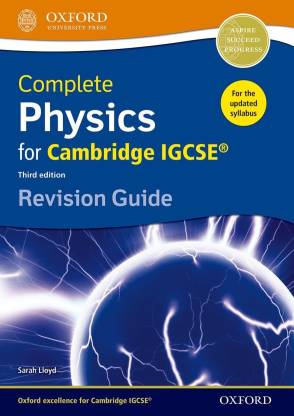 OXFORD
UNIVERSITY PRESS
ASPIRE
SUCCEED
PROGRESS
Complete
Physics
for Cambridge IGCSE®
Third edition
Revision Guide
For the
updated
syllabus
Sarah Lloyd
Oxford excellence for Cambridge IGCSE®
OXFORD